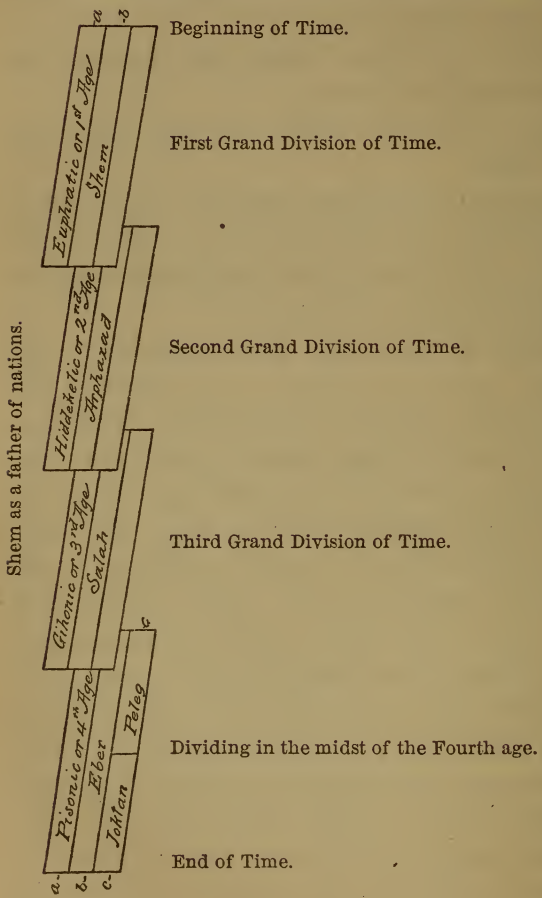 a
b
Beginning of Time.
Euphratic or 1st Age
Shem
First Grand Division of Time.
Hiddekelic or 2nd Age
Arphaxad
Second Grand Division of Time.
Shem as a father of nations.
Gihonic or 3rd Age
Salah
Third Grand Division of Time.
c
Pisonic or 4th Age
Eber
Peleg
Joktan
Dividing in the midst of the Fourth age.
End of Time.
a-
b-
c-